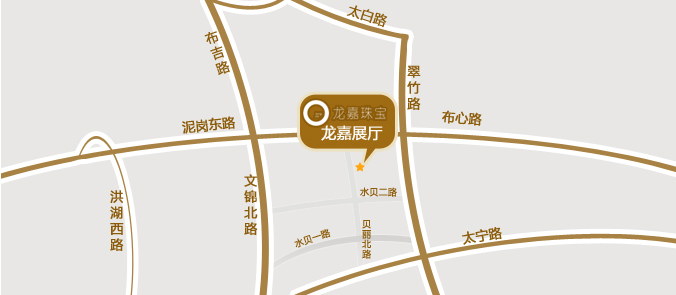 太白路
布吉路
翠竹路
龙嘉珠宝
龙嘉展厅
布心路
泥岗东路
文锦北路
水贝二路
洪湖西路
贝丽北路
水贝一路
太宁路